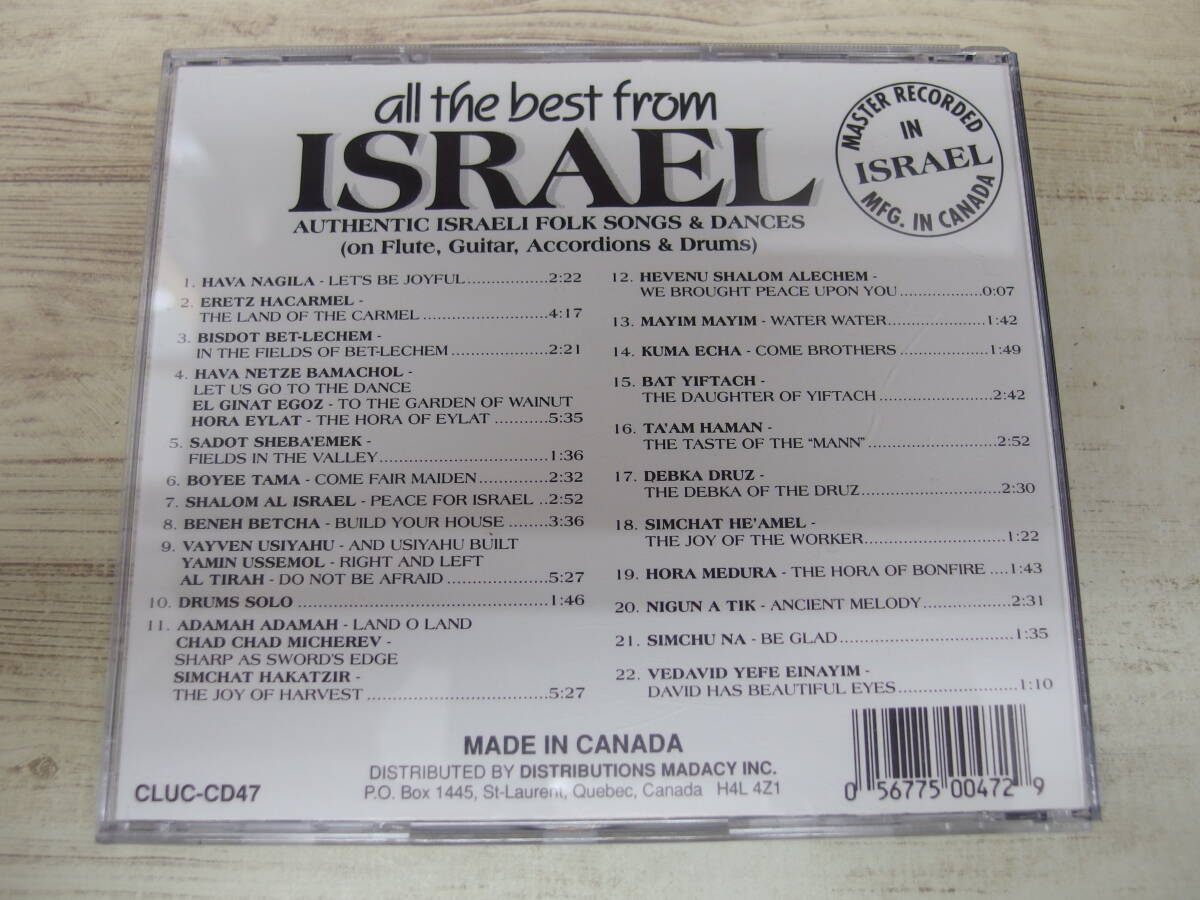 all the best from
ISRAEL
AUTHENTIC ISRAELI FOLK SONGS & DANCES
(on Flute, Guitar, Accordions & Drums)
MASTER RECORDED
IN
ISRAEL
MFG. IN CANADA
1. HAVA NAGILA - LET'S BE JOYFUL...............2:22
2. ERETZ HACARMEL -
THE LAND OF THE CARMEL......................4:17
3. BISDOT BET-LECHEM -
IN THE FIELDS OF BET-LECHEM.................2:21
4. HAVA NETZE BAMACHOL -
LET US GO TO THE DANCE
EL GINAT EGOZ - TO THE GARDEN OF WAINUT
HORA EYLAT - THE HORA OF EYLAT ...........5:35
5. SADOT SHEBA'EMEK -
FIELDS IN THE VALLEY..............................1:36
6. BOYEE TAMA - COME FAIR MAIDEN............2:32
7. SHALOM AL ISRAEL - PEACE FOR ISRAEL ..2:52
8. BENEH BETCHA - BUILD YOUR HOUSE ........3:36
9. VAYVEN USIYAHU - AND USIYAHU BUILT
YAMIN USSEMOL - RIGHT AND LEFT
AL TIRAH - DO NOT BE AFRAID....................5:27
10. DRUMS SOLO..............................................1:46
11. ADAMAH ADAMAH - LAND O LAND
CHAD CHAD MICHEREV -
SHARP AS SWORD'S EDGE
SIMCHAT HAKATZIR -
THE JOY OF HARVEST.................................5:27
12. HEVENU SHALOM ALECHEM -
WE BROUGHT PEACE UPON YOU..................0:07
13. MAYIM MAYIM - WATER WATER....................1:42
14. KUMA ECHA - COME BROTHERS ..................1:49
15. BAT YIFTACH -
THE DAUGHTER OF YIFTACH.......................2:42
16. TA'AM HAMAN -
THE TASTE OF THE “MANN”..........................2:52
17. DEBKA DRUZ -
THE DEBKA OF THE DRUZ............................2:30
18. SIMCHAT HE'AMEL -
THE JOY OF THE WORKER............................1:22
19. HORA MEDURA - THE HORA OF BONFIRE ....1:43
20. NIGUN A TIK - ANCIENT MELODY..................2:31
21. SIMCHU NA - BE GLAD..................................1:35
22. VEDAVID YEFE EINAYIM -
DAVID HAS BEAUTIFUL EYES........................1:10
MADE IN CANADA
DISTRIBUTED BY DISTRIBUTIONS MADACY INC.
P.O. Box 1445, St-Laurent, Quebec, Canada H4L 4Z1
CLUC-CD47
0 56775 00472 9